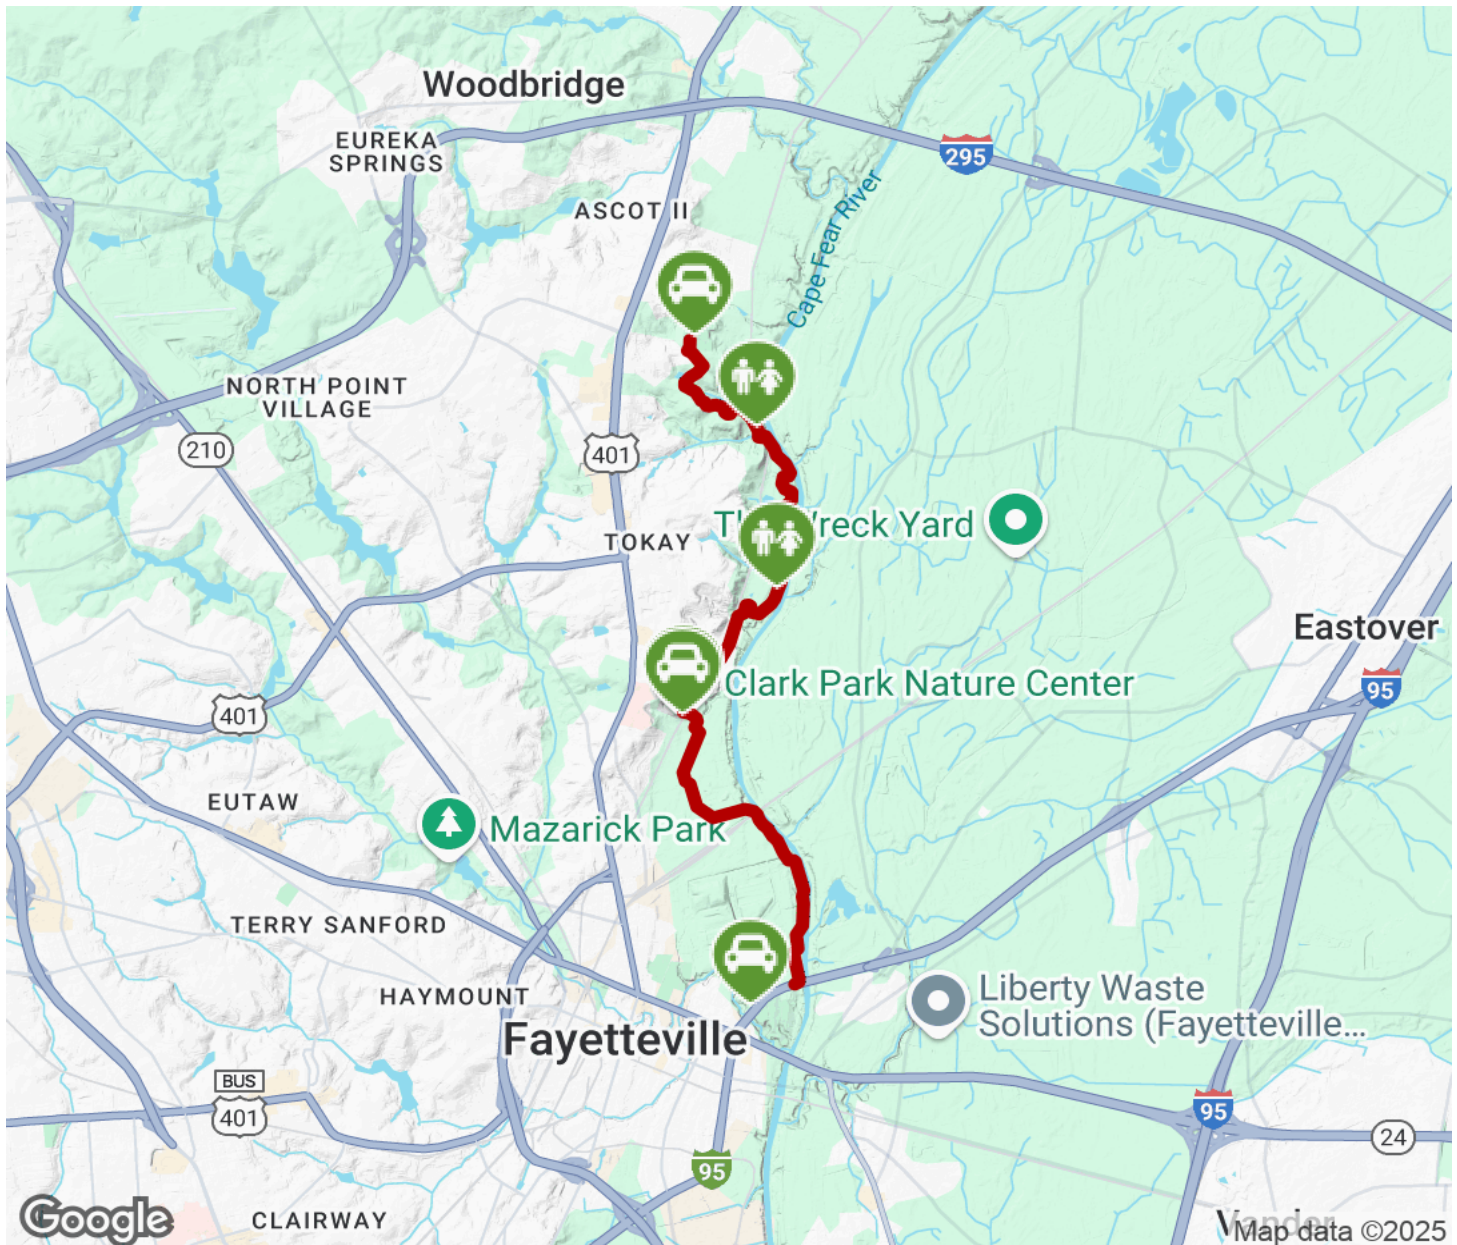 Woodbridge
EUREKA
SPRINGS
295
ASCOT II
Cape Fear River
NORTH POINT
VILLAGE
210
401
Wreck Yard
TOKAY
Eastover
95
Clark Park Nature Center
401
EUTAW
Mazarick Park
TERRY SANFORD
HAYMOUNT
Liberty Waste
Solutions (Fayetteville...
Fayetteville
BUS
401
95
24
95
Google
CLAIRWAY
Map data ©2025